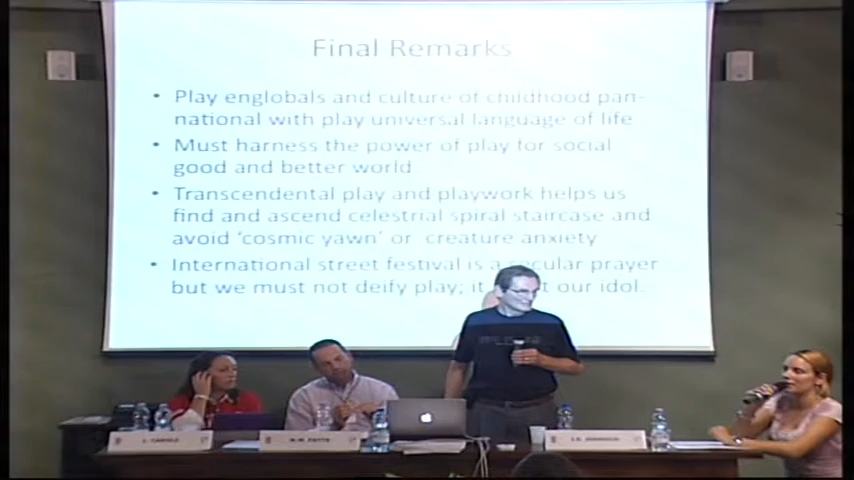 Final Remarks
• Play englobals and culture of childhood pan-
national with play universal language of life
• Must harness the power of play for social
good and better world
• Transcendental play and playwork helps us
find and ascend celestrial spiral staircase and
avoid 'cosmic yawn' or creature anxiety
• International street festival is a secular prayer
but we must not deify play; it our idol.